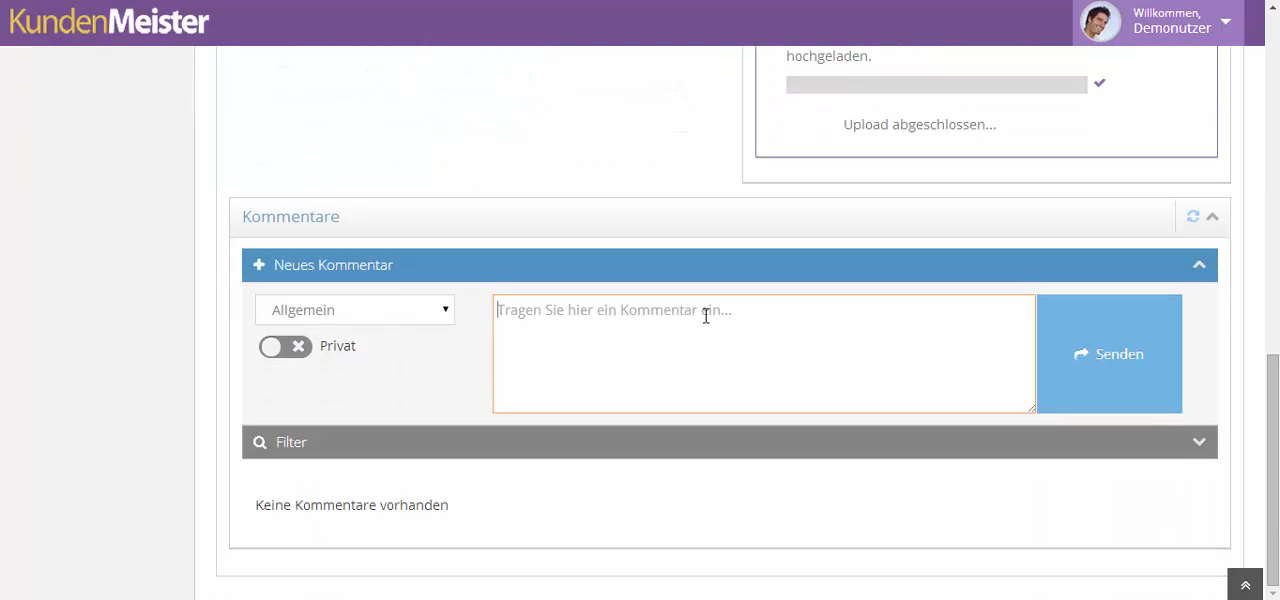 KundenMeister
Willkommen,
Demonutzer
hochgeladen.
Upload abgeschlossen...
Kommentare
Neues Kommentar
Allgemein
Tragen Sie hier ein Kommentar ein...
Privat
Senden
Filter
Keine Kommentare vorhanden